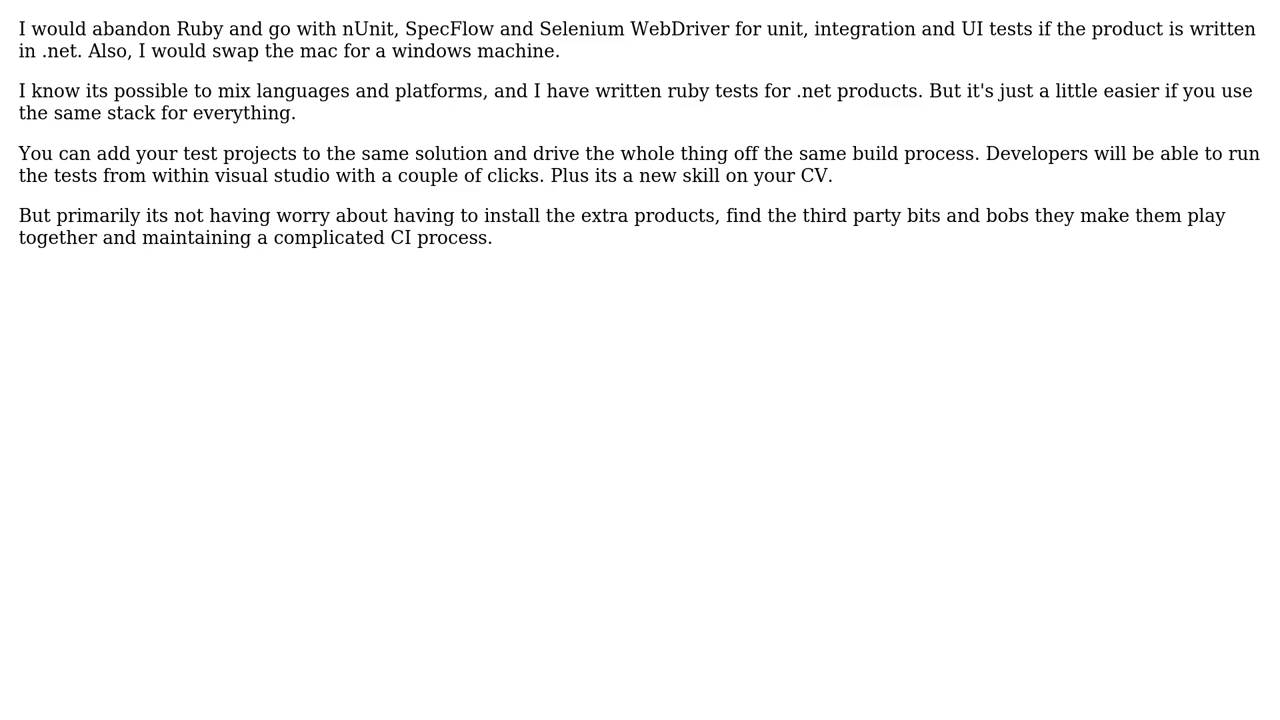 I would abandon Ruby and go with nUnit, SpecFlow and Selenium WebDriver for unit, integration and UI tests if the product is written
in .net. Also, I would swap the mac for a windows machine.
I know its possible to mix languages and platforms, and I have written ruby tests for .net products. But it's just a little easier if you use
the same stack for everything.
You can add your test projects to the same solution and drive the whole thing off the same build process. Developers will be able to run
the tests from within visual studio with a couple of clicks. Plus its a new skill on your CV.
But primarily its not having worry about having to install the extra products, find the third party bits and bobs they make them play
together and maintaining a complicated CI process.